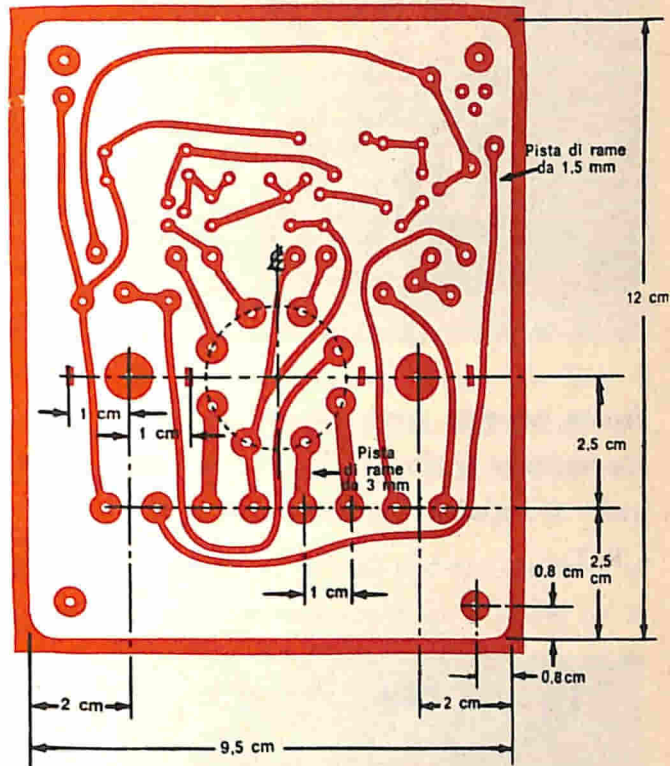 Pista di rame
da 1,5 mm
12 cm
1 cm
1 cm
2,5 cm
Pista
di rame
da 3 mm
0.8 cm
2,5
cm
1 cm
0,8cm
2 cm
2 cm
9,5 cm